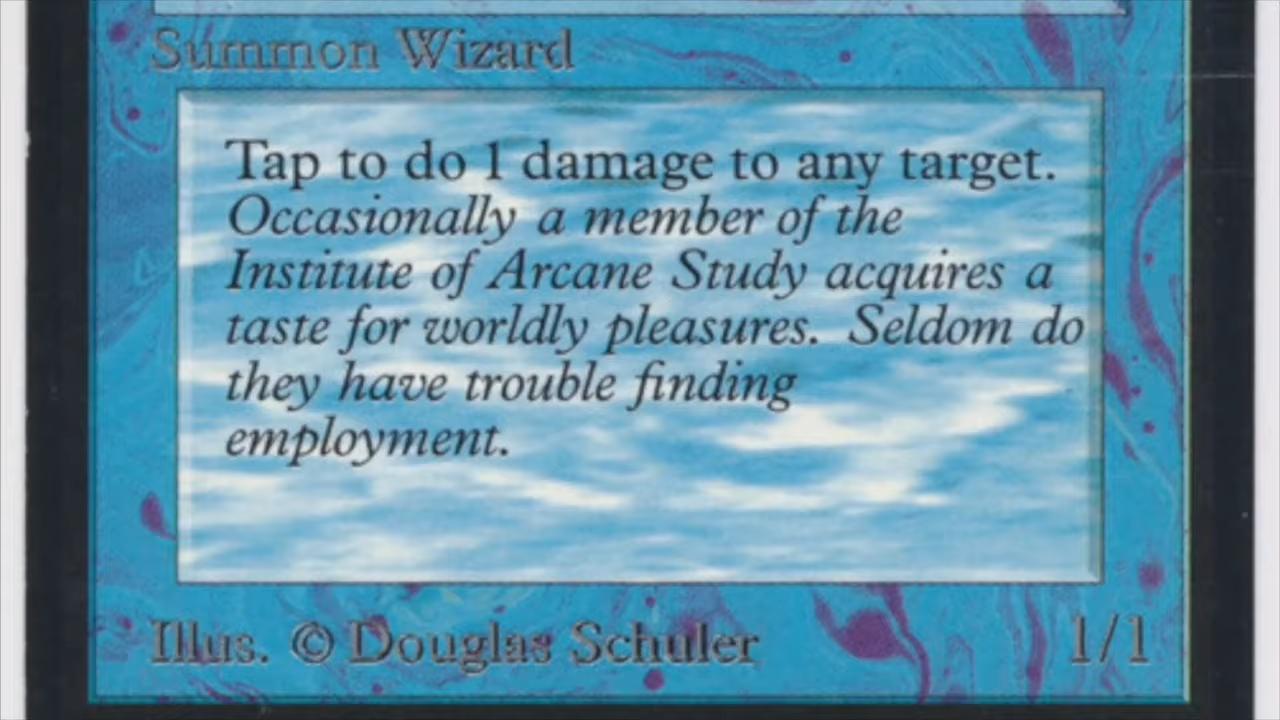 Summon Wizard
Tap to do 1 damage to any target.
Occasionally a member of the
Institute of Arcane Study acquires a
taste for worldly pleasures. Seldom do
they have trouble finding
employment.
Illus. © Douglas Schuler
1/1